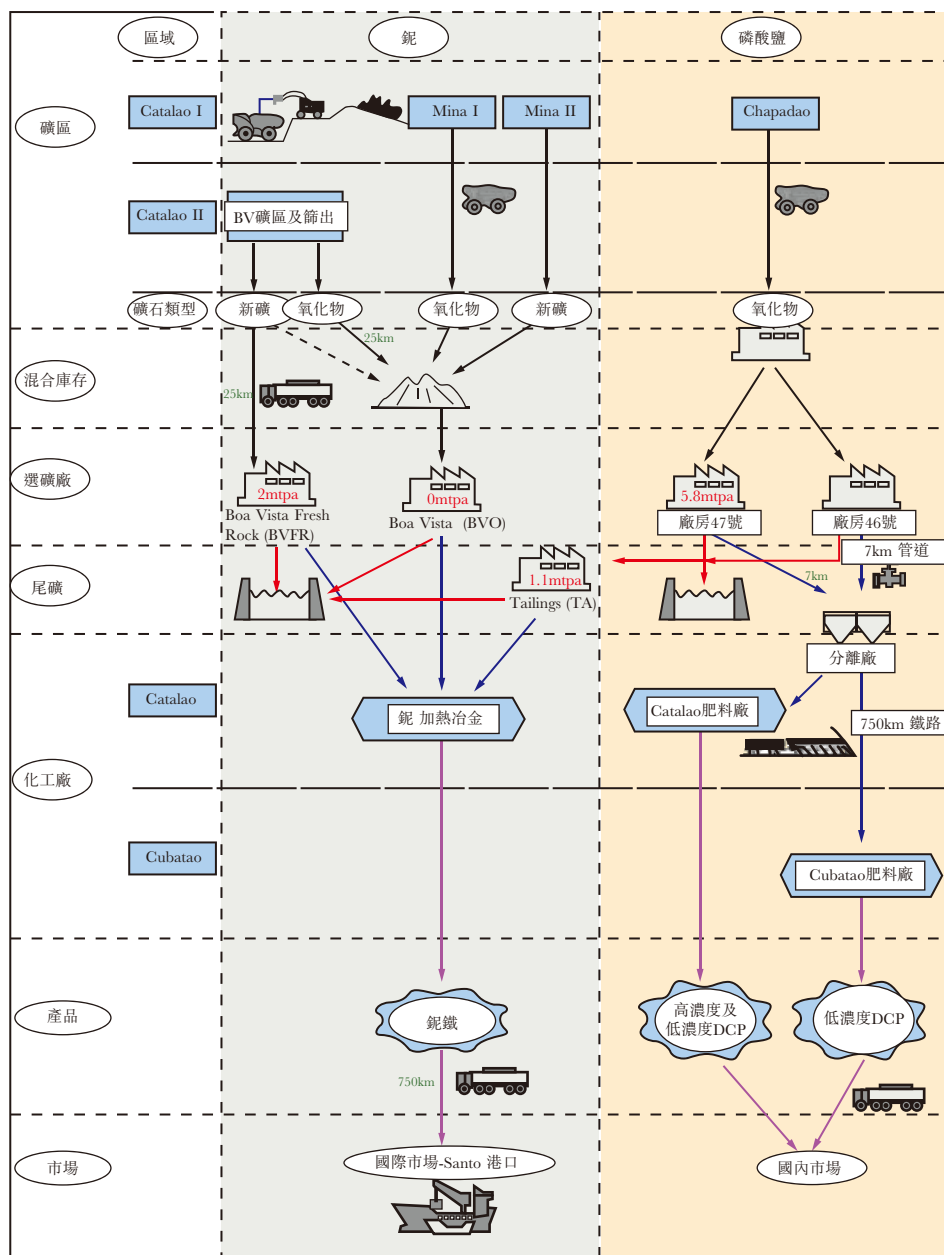 區域
鈮
磷酸鹽
礦區
Catalao I
Mina I
Mina II
Chapadao
Catalao II
BV礦區及篩出
礦石類型
新礦
氧化物
氧化物
新礦
氧化物
25km
混合庫存
25km
選礦廠
2mtpa
Boa Vista Fresh
Rock (BVFR)
0mtpa
Boa Vista (BVO)
5.8mtpa
廠房47號
廠房46號
7km 管道
尾礦
1.1mtpa
Tailings (TA)
7km
分離廠
Catalao
鈮 加熱冶金
Catalao肥料廠
750km 鐵路
化工廠
Cubatao
Cubatao肥料廠
產品
鈮鐵
高濃度及
低濃度DCP
低濃度DCP
750km
市場
國際市場-Santo 港口
國內市場